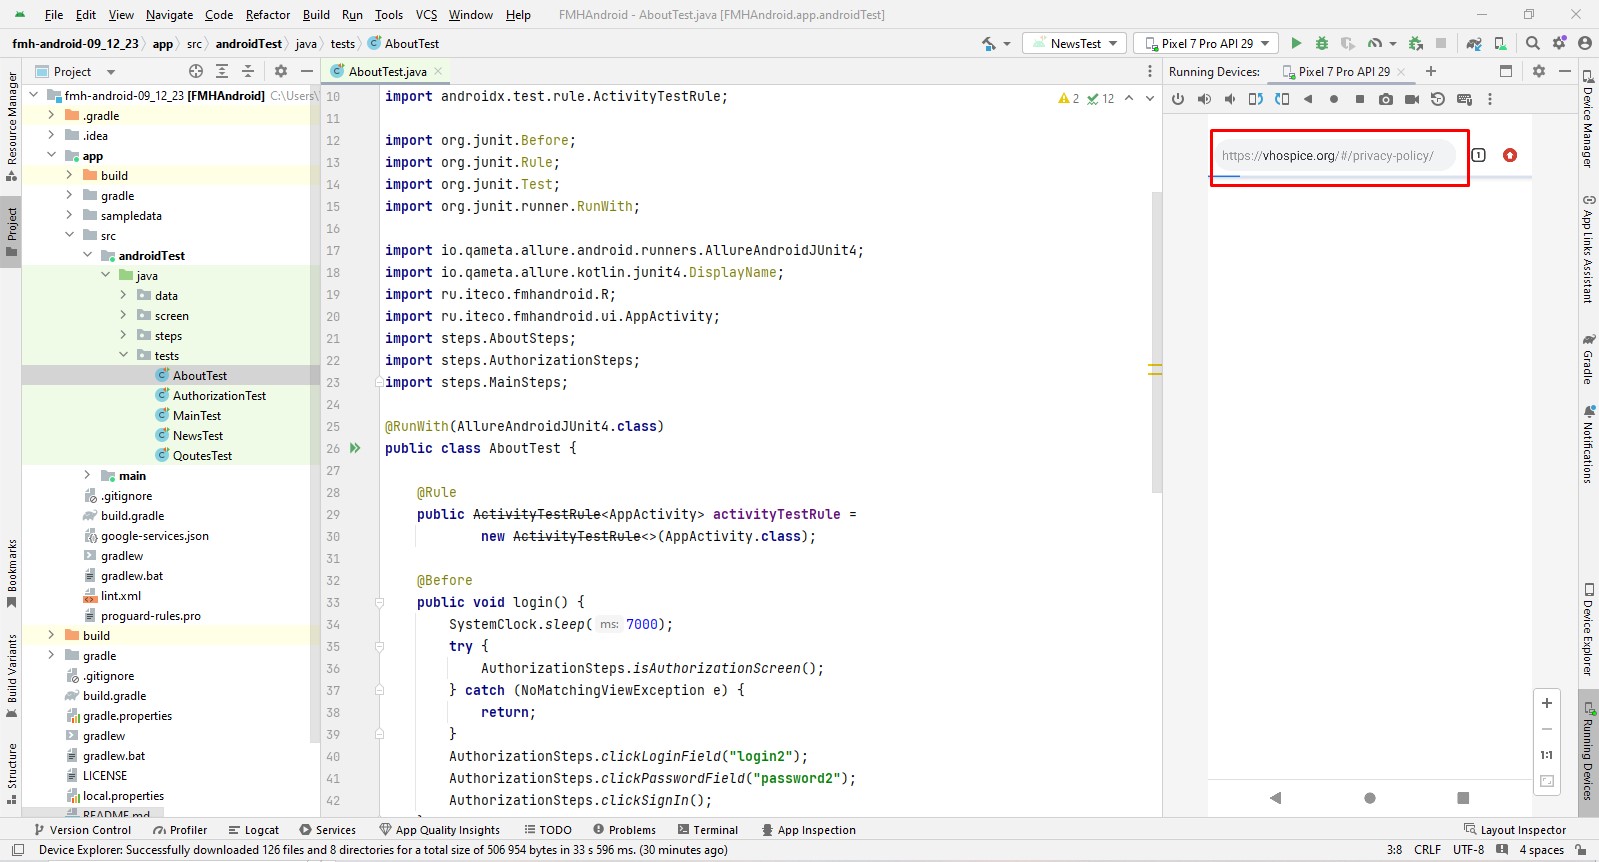 File Edit View Navigate Code Refactor Build Run Tools VCS Window Help FMHAndroid - AboutTest.java [FMHAndroid.app.androidTest]
fmh-android-09_12_23 app src androidTest java tests AboutTest NewsTest Pixel 7 Pro API 29
Resource Manager
Project
Bookmarks
Build Variants
Structure
Project
fmh-android-09_12_23 [FMHAndroid] C:\Users\
.gradle
.idea
app
build
gradle
sampledata
src
androidTest
java
data
screen
steps
tests
AboutTest
AuthorizationTest
MainTest
NewsTest
QoutesTest
main
.gitignore
build.gradle
google-services.json
gradlew
gradlew.bat
lint.xml
proguard-rules.pro
build
gradle
.gitignore
build.gradle
gradle.properties
gradlew
gradlew.bat
LICENSE
local.properties
README.md
AboutTest.java
2 12
10 import androidx.test.rule.ActivityTestRule;
11
12 import org.junit.Before;
13 import org.junit.Rule;
14 import org.junit.Test;
15 import org.junit.runner.RunWith;
16
17 import io.qameta.allure.android.runners.AllureAndroidJUnit4;
18 import io.qameta.allure.kotlin.junit4.DisplayName;
19 import ru.iteco.fmhandroid.R;
20 import ru.iteco.fmhandroid.ui.AppActivity;
21 import steps.AboutSteps;
22 import steps.AuthorizationSteps;
23 import steps.MainSteps;
24
25 @RunWith(AllureAndroidJUnit4.class)
26 public class AboutTest {
27
28 @Rule
29 public ActivityTestRule<AppActivity> activityTestRule =
30 new ActivityTestRule<>(AppActivity.class);
31
32 @Before
33 public void login() {
34 SystemClock.sleep( ms: 7000);
35 try {
36 AuthorizationSteps.isAuthorizationScreen();
37 } catch (NoMatchingViewException e) {
38 return;
39 }
40 AuthorizationSteps.clickLoginField("login2");
41 AuthorizationSteps.clickPasswordField("password2");
42 AuthorizationSteps.clickSignIn();
Running Devices: Pixel 7 Pro API 29
https://vhospice.org/#/privacy-policy/
1
1:1
Device Manager
App Links Assistant
Gradle
Notifications
Device Explorer
Running Devices
Version Control Profiler Logcat Services App Quality Insights TODO Problems Terminal App Inspection Layout Inspector
Device Explorer: Successfully downloaded 126 files and 8 directories for a total size of 506 954 bytes in 33 s 596 ms. (30 minutes ago) 3:8 CRLF UTF-8 4 spaces